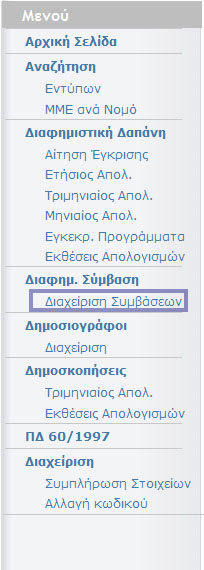 Μενού
Αρχική Σελίδα
Αναζήτηση
Εντύπων
ΜΜΕ ανά Νομό
Διαφημιστική Δαπάνη
Αίτηση Έγκρισης
Ετήσιος Απολ.
Τριμηνιαίος Απολ.
Μηνιαίος Απολ.
Εγκεκρ. Προγράμματα
Εκθέσεις Απολογισμών
Διαφημ. Σύμβαση
Διαχείριση Συμβάσεων
Δημοσιογράφοι
Διαχείριση
Δημοσκοπήσεις
Τριμηνιαίος Απολ.
Εκθέσεις Απολογισμών
ΠΔ 60/1997
Διαχείριση
Συμπλήρωση Στοιχείων
Αλλαγή κωδικού